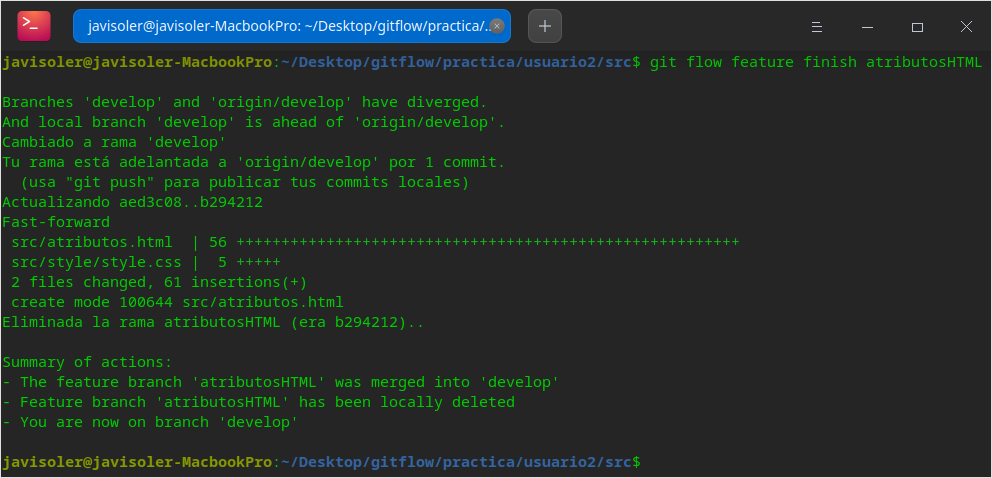 javisoler@javisoler-MacbookPro: ~/Desktop/gitflow/practica/..
javisoler@javisoler-MacbookPro:~/Desktop/gitflow/practica/usuario2/src$ git flow feature finish atributosHTML
Branches 'develop' and 'origin/develop' have diverged.
And local branch 'develop' is ahead of 'origin/develop'.
Cambiado a rama 'develop'
Tu rama está adelantada a 'origin/develop' por 1 commit.
  (usa "git push" para publicar tus commits locales)
Actualizando aed3c08..b294212
Fast-forward
 src/atributos.html  | 56 ++++++++++++++++++++++++++++++++++++++++++++++++++++++++
 src/style/style.css |  5 +++++
 2 files changed, 61 insertions(+)
 create mode 100644 src/atributos.html
Eliminada la rama atributosHTML (era b294212)..
Summary of actions:
- The feature branch 'atributosHTML' was merged into 'develop'
- Feature branch 'atributosHTML' has been locally deleted
- You are now on branch 'develop'
javisoler@javisoler-MacbookPro:~/Desktop/gitflow/practica/usuario2/src$